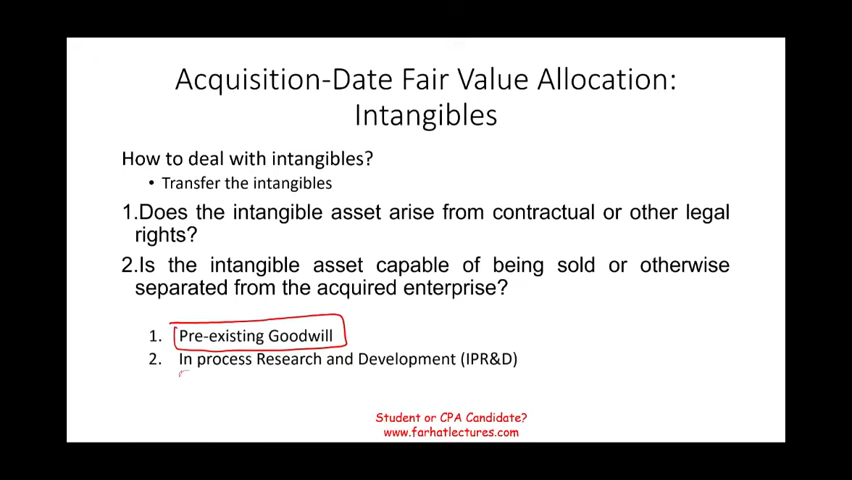 Acquisition-Date Fair Value Allocation:
Intangibles
How to deal with intangibles?
• Transfer the intangibles
1.Does the intangible asset arise from contractual or other legal
rights?
2.Is the intangible asset capable of being sold or otherwise
separated from the acquired enterprise?
1. Pre-existing Goodwill
2. In process Research and Development (IPR&D)
Student or CPA Candidate?
www.farhatlectures.com